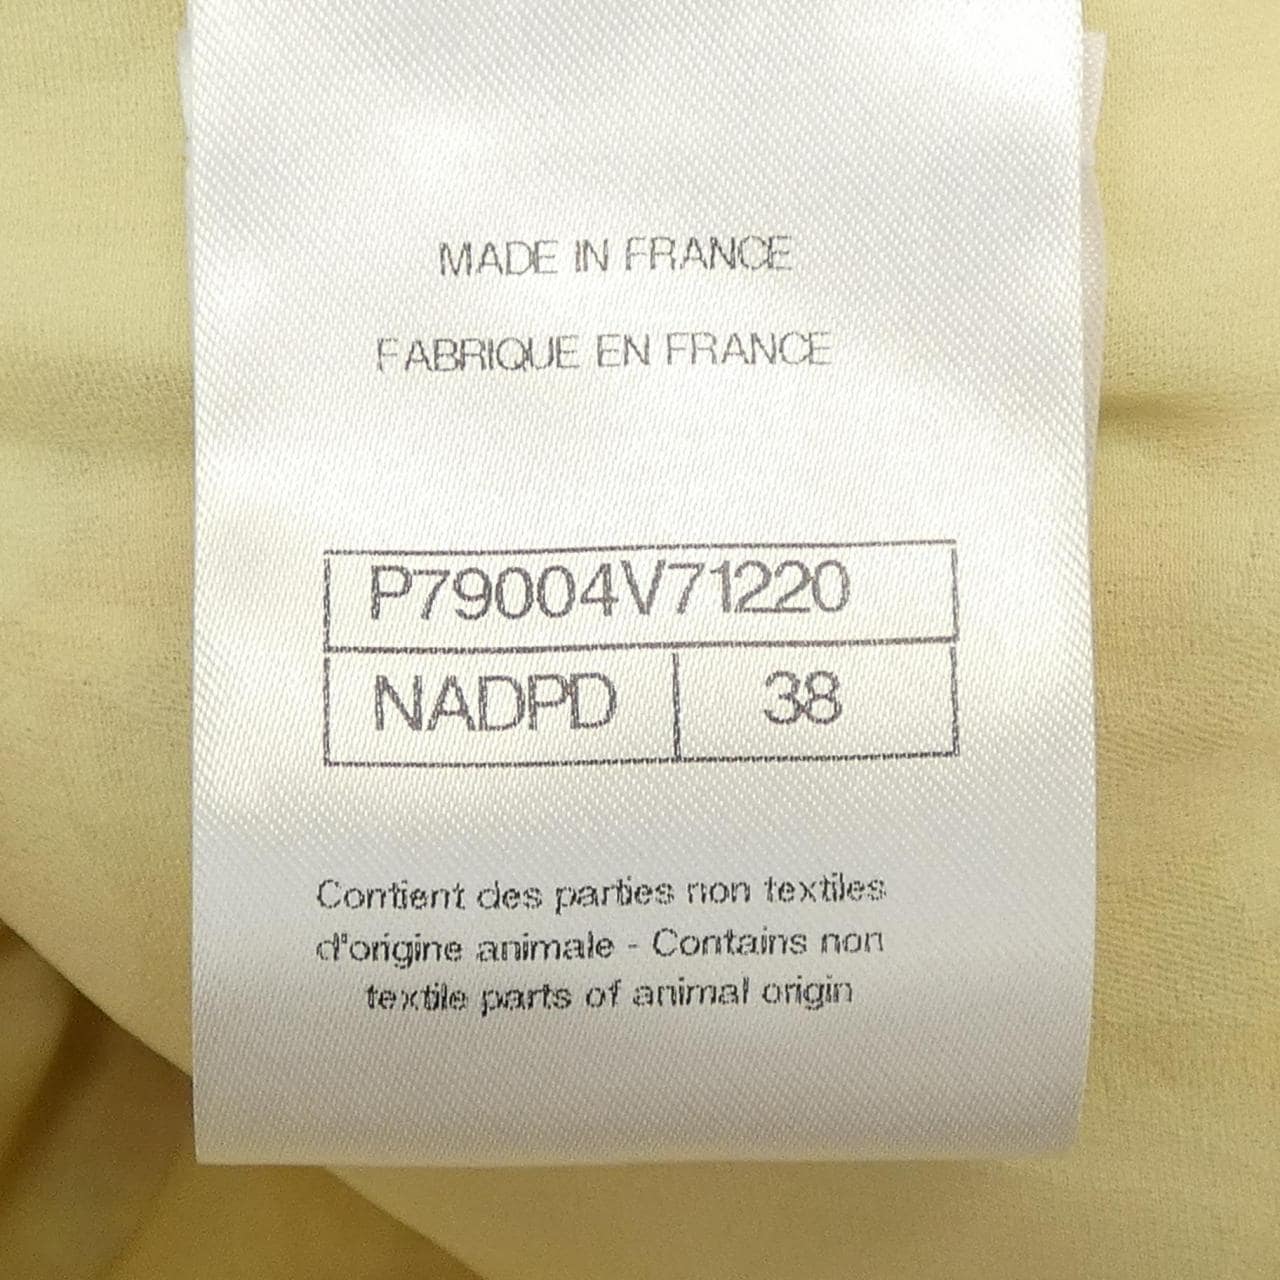 MADE IN FRANCE
FABRIQUE EN FRANCE
P79004V71220
NADPD 38
Contient des parties non textiles
d'origine animale - Contains non
textile parts of animal origin